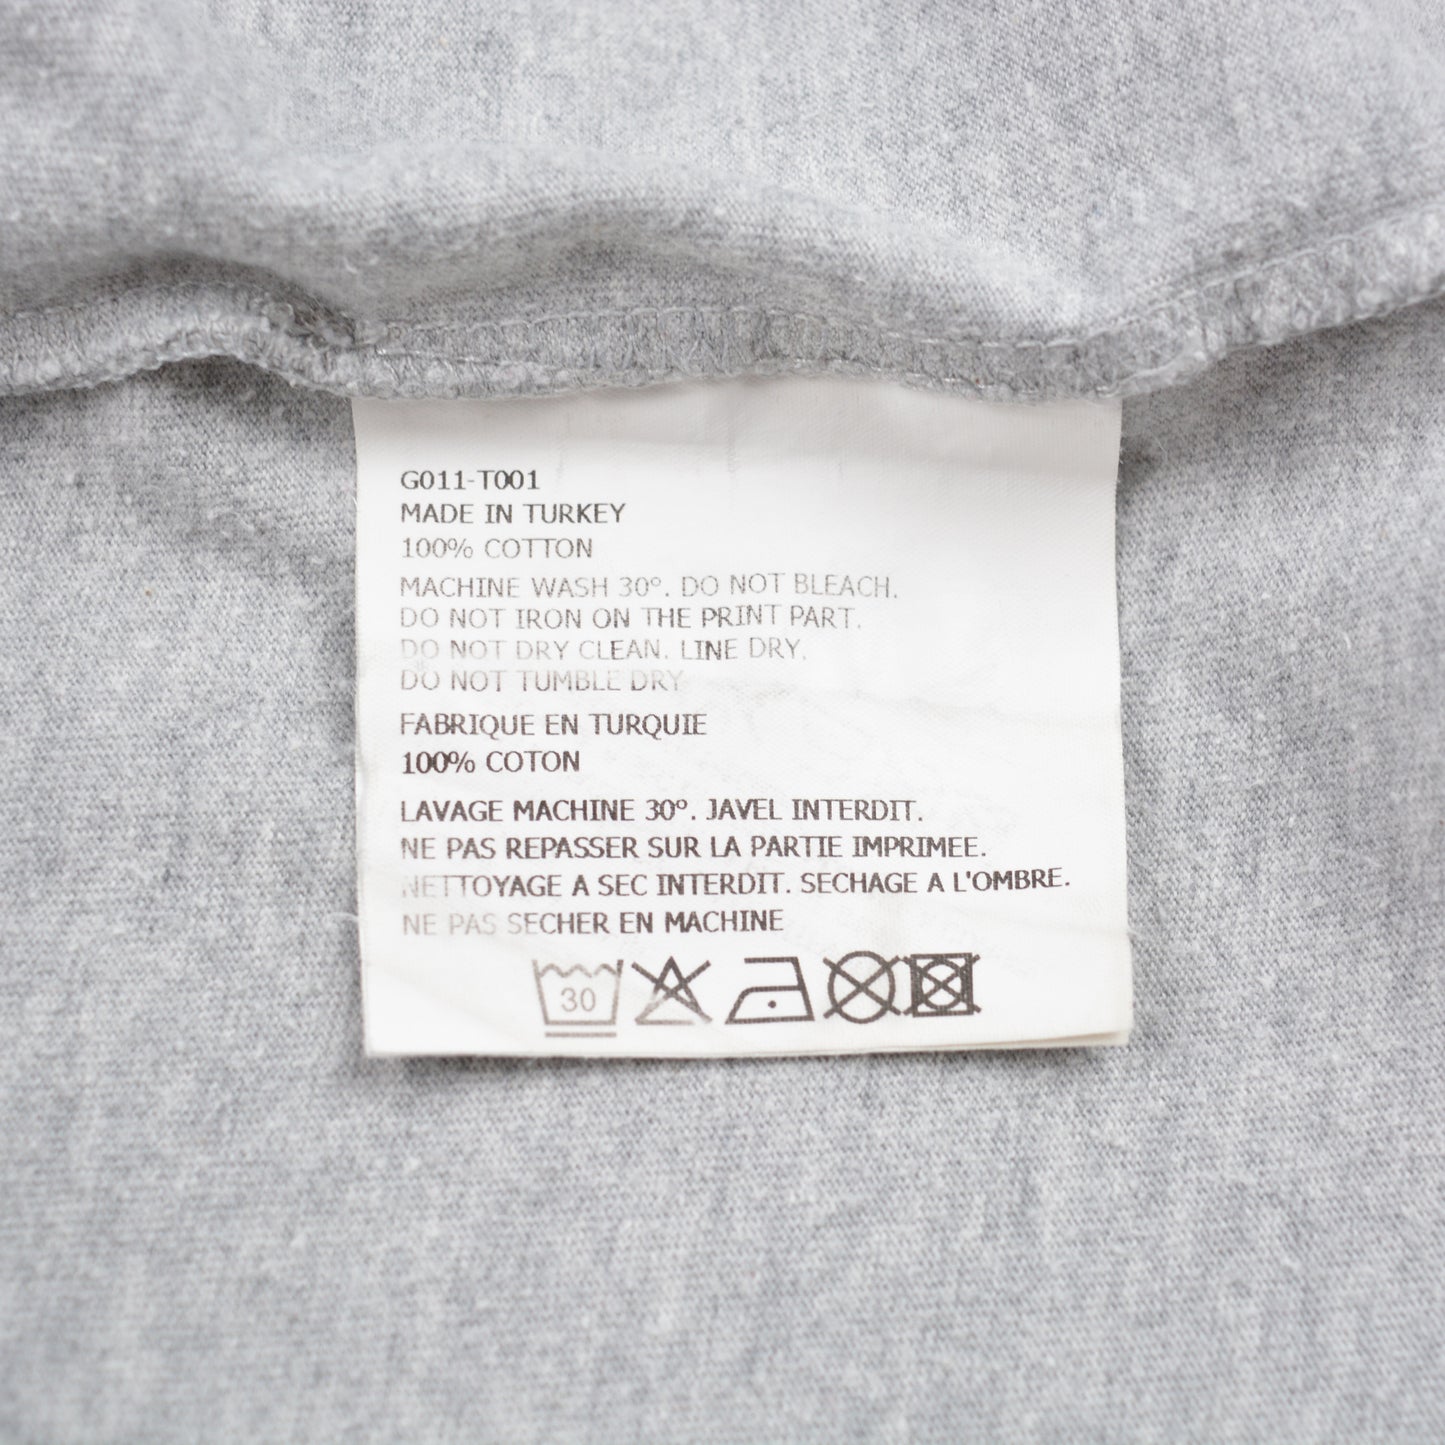 G011-T001
MADE IN TURKEY
100% COTTON
MACHINE WASH 30°. DO NOT BLEACH.
DO NOT IRON ON THE PRINT PART.
DO NOT DRY CLEAN. LINE DRY.
DO NOT TUMBLE DRY
FABRIQUE EN TURQUIE
100% COTON
LAVAGE MACHINE 30°. JAVEL INTERDIT.
NE PAS REPASSER SUR LA PARTIE IMPRIMEE.
NETTOYAGE A SEC INTERDIT. SECHAGE A L'OMBRE.
NE PAS SECHER EN MACHINE
30